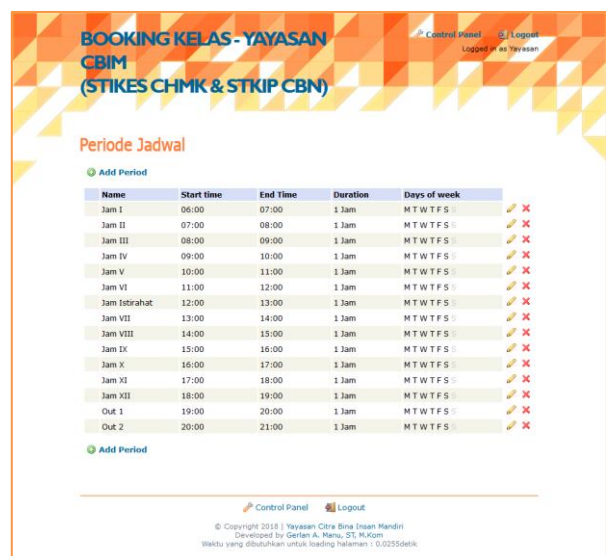 BOOKING KELAS - YAYASAN
CBIM
(STIKES CHMK & STKIP CBN)
Control Panel Logout
Logged in as Yayasan
Periode Jadwal
Add Period
Name Start time End Time Duration Days of week
Jam I 06:00 07:00 1 Jam M T W T F S S
Jam II 07:00 08:00 1 Jam M T W T F S S
Jam III 08:00 09:00 1 Jam M T W T F S S
Jam IV 09:00 10:00 1 Jam M T W T F S S
Jam V 10:00 11:00 1 Jam M T W T F S S
Jam VI 11:00 12:00 1 Jam M T W T F S S
Jam Istirahat 12:00 13:00 1 Jam M T W T F S S
Jam VII 13:00 14:00 1 Jam M T W T F S S
Jam VIII 14:00 15:00 1 Jam M T W T F S S
Jam IX 15:00 16:00 1 Jam M T W T F S S
Jam X 16:00 17:00 1 Jam M T W T F S S
Jam XI 17:00 18:00 1 Jam M T W T F S S
Jam XII 18:00 19:00 1 Jam M T W T F S S
Out 1 19:00 20:00 1 Jam M T W T F S S
Out 2 20:00 21:00 1 Jam M T W T F S S
Add Period
Control Panel Logout
© Copyright 2018 | Yayasan Citra Bina Insan Mandiri
Developed by Gerlan A. Manu, ST, M.Kom
Waktu yang dibutuhkan untuk loading halaman : 0.0255detik